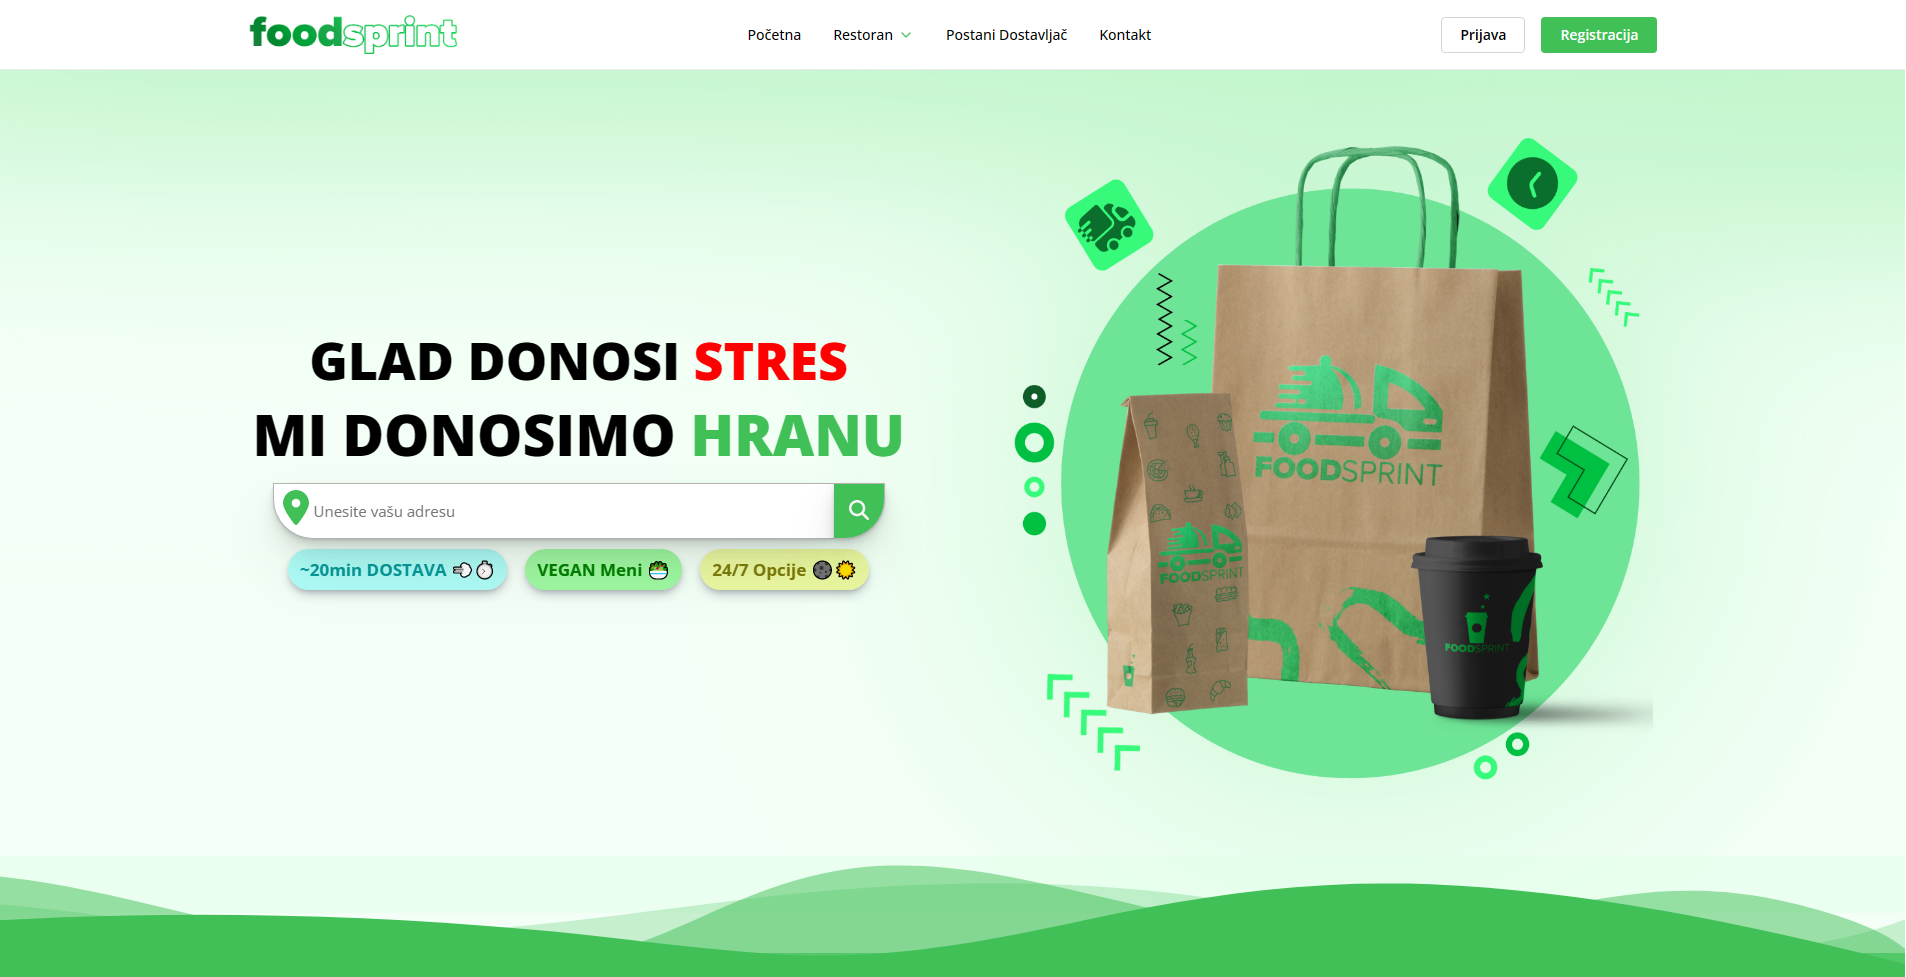 foodsprint
Početna
Restoran
Postani Dostavljač
Kontakt
Prijava
Registracija
GLAD DONOSI STRES
MI DONOSIMO HRANU
Unesite vašu adresu
~20min DOSTAVA
VEGAN Meni
24/7 Opcije
FOODSPRINT
FOODSPRINT
FOODSPRINT